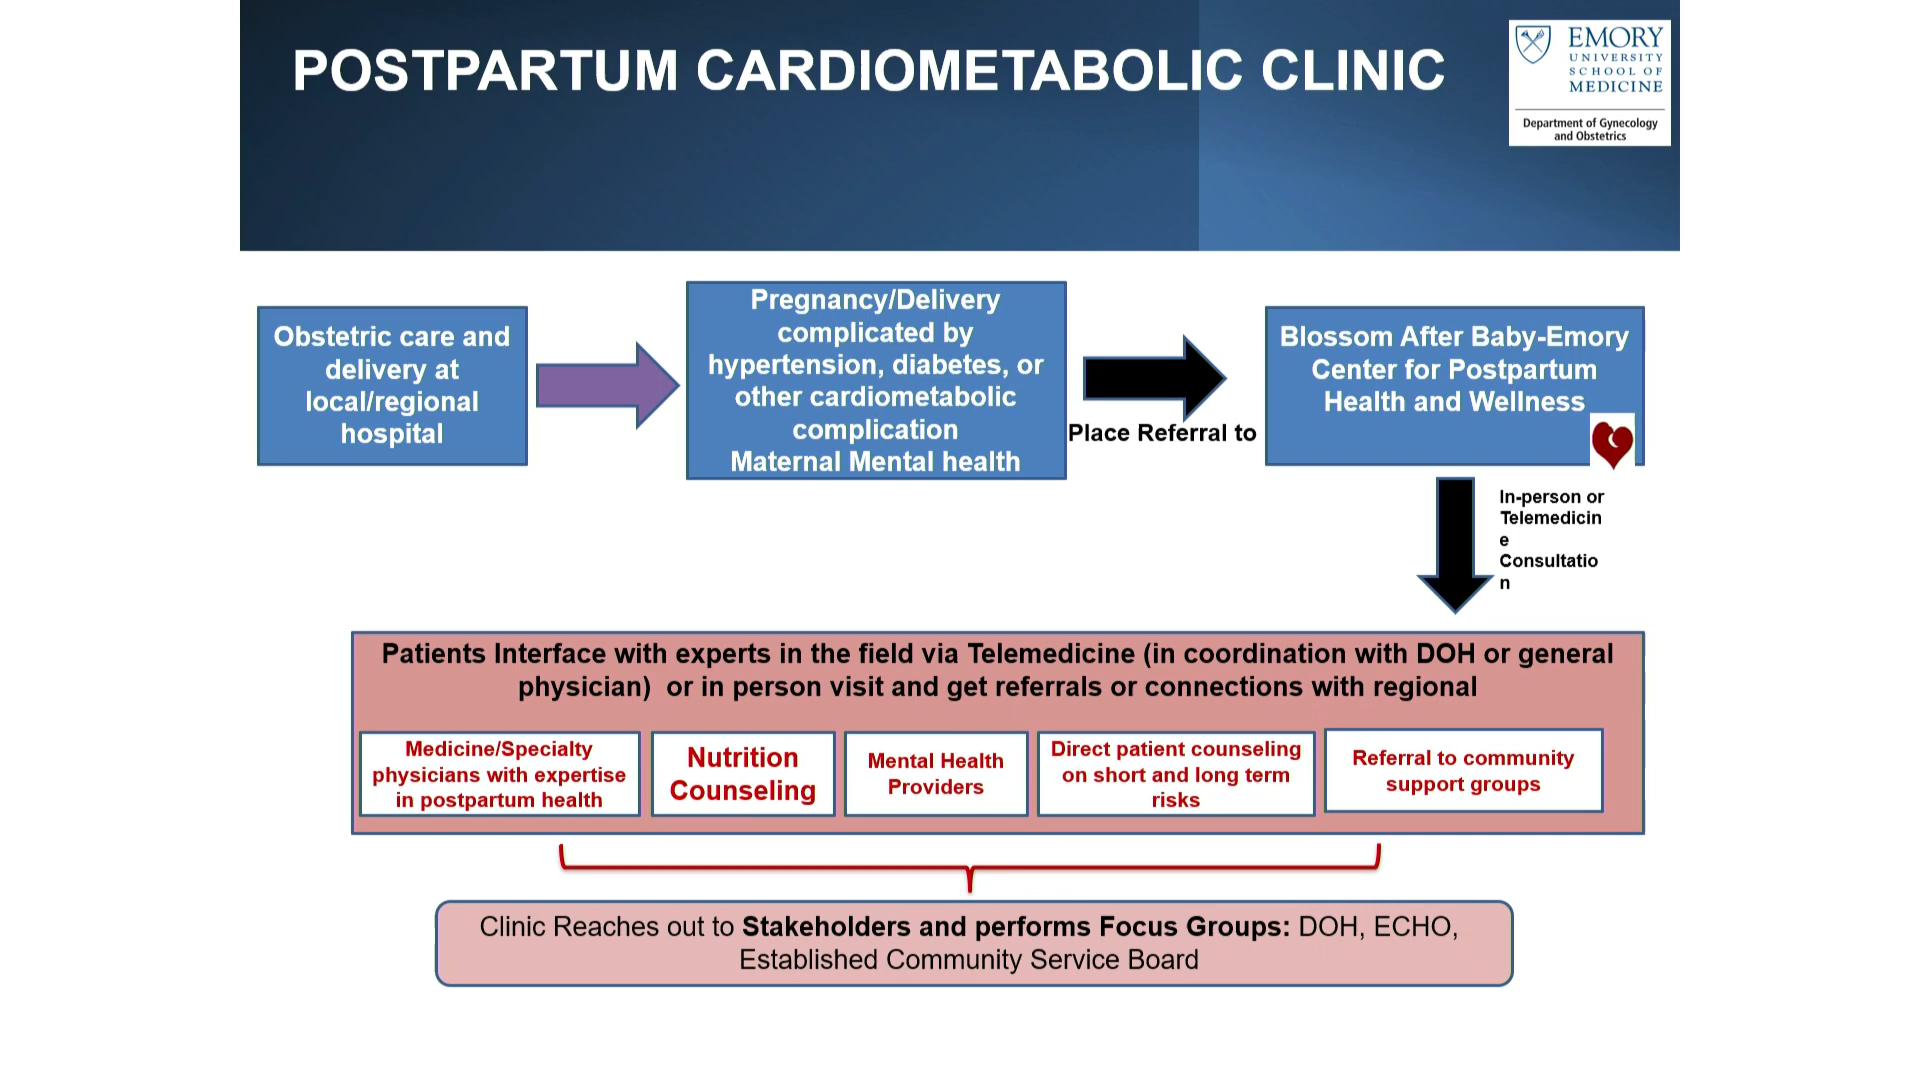 POSTPARTUM CARDIOMETABOLIC CLINIC
EMORY
UNIVERSITY
SCHOOL OF
MEDICINE
Department of Gynecology
and Obstetrics
Obstetric care and
delivery at
local/regional
hospital
Pregnancy/Delivery
complicated by
hypertension, diabetes, or
other cardiometabolic
complication
Maternal Mental health
Place Referral to
Blossom After Baby-Emory
Center for Postpartum
Health and Wellness
In-person or
Telemedicin
e
Consultatio
n
Patients Interface with experts in the field via Telemedicine (in coordination with DOH or general
physician) or in person visit and get referrals or connections with regional
Medicine/Specialty
physicians with expertise
in postpartum health
Nutrition
Counseling
Mental Health
Providers
Direct patient counseling
on short and long term
risks
Referral to community
support groups
Clinic Reaches out to Stakeholders and performs Focus Groups: DOH, ECHO,
Established Community Service Board